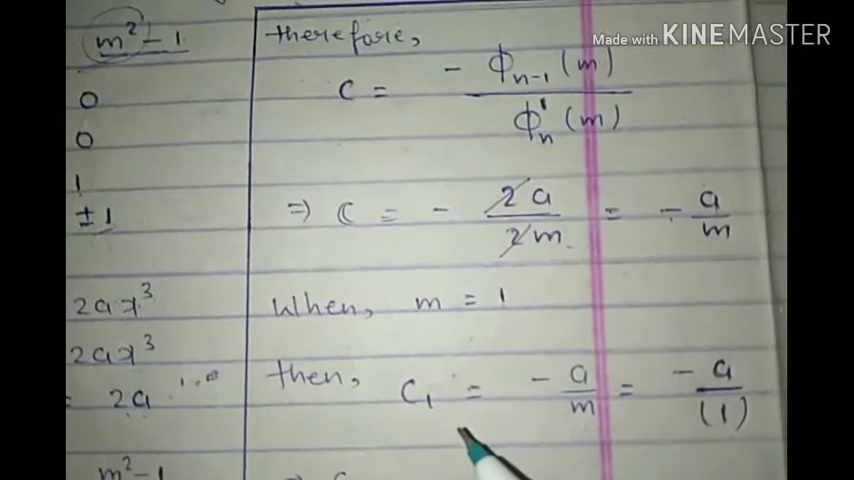 m² - 1
0
0
1
± 1
2ax³
2ax³
= 2a
m² - 1
therefore,
c = - ϕₙ₋₁(m) / ϕₙ'(m)
⇒ c = - 2a / 2m = - a / m
When, m = 1
then, c₁ = - a / m = - a / (1)
Made with KINEMASTER